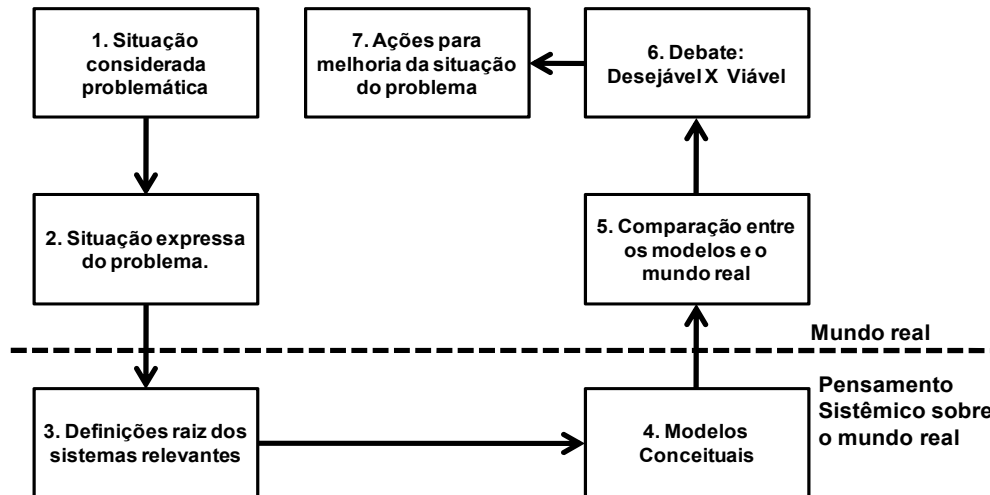 1. Situação
considerada
problemática
7. Ações para
melhoria da situação
do problema
6. Debate:
Desejável X Viável
2. Situação expressa
do problema.
5. Comparação entre
os modelos e o
mundo real
Mundo real
Pensamento
Sistêmico sobre
o mundo real
3. Definições raiz dos
sistemas relevantes
4. Modelos
Conceituais